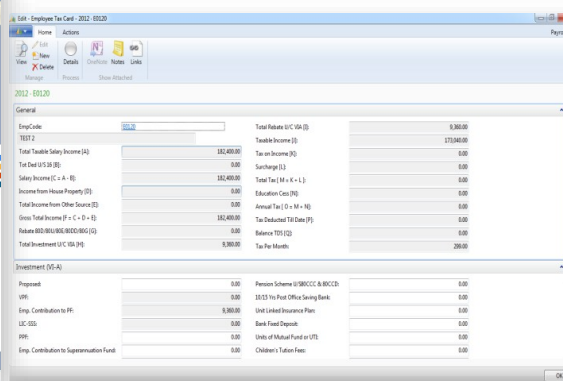 Edit - Employee Tax Card - 2012 - E0120
Home Actions
Payro
View
Edit
New
Delete
Details
OneNote Notes Links
Manage Process Show Attached
2012 - E0120
General
EmpCode: E0120
TEST 2
Total Taxable Salary Income [A]: 182,400.00
Tot Ded U/S 16 [B]: 0.00
Salary Income [C = A - B]: 182,400.00
Income from House Property [D]: 0.00
Total Income from Other Source [E]: 0.00
Gross Total Income [F = C + D + E]: 182,400.00
Rebate 80D/80U/80E/80DD/80G [G]: 0.00
Total Investment U/C VIA [H]: 9,360.00
Total Rebate U/C VIA [I]: 9,360.00
Taxable Income [J]: 173,040.00
Tax on Income [K]: 0.00
Surcharge [L]: 0.00
Total Tax [ M = K + L ]: 0.00
Education Cess [N]: 0.00
Annual Tax [ O = M + N]: 0.00
Tax Deducted Till Date [P]: 0.00
Balance TDS [Q]: 0.00
Tax Per Month:
Investment (VI-A)
Proposed: 0.00
VPF: 0.00
Emp. Contribution to PF: 9,360.00
LIC-SSS: 0.00
PPF: 0.00
Emp. Contribution to Superannuation Fund: 0.00
Pension Scheme U/S80CCC & 80CCD: 0.00
10/15 Yrs Post Office Saving Bank: 0.00
Unit Linked Insurance Plan: 0.00
Bank Fixed Deposit: 0.00
Units of Mutual Fund or UTI: 0.00
Children's Tution Fees: 0.00
OK